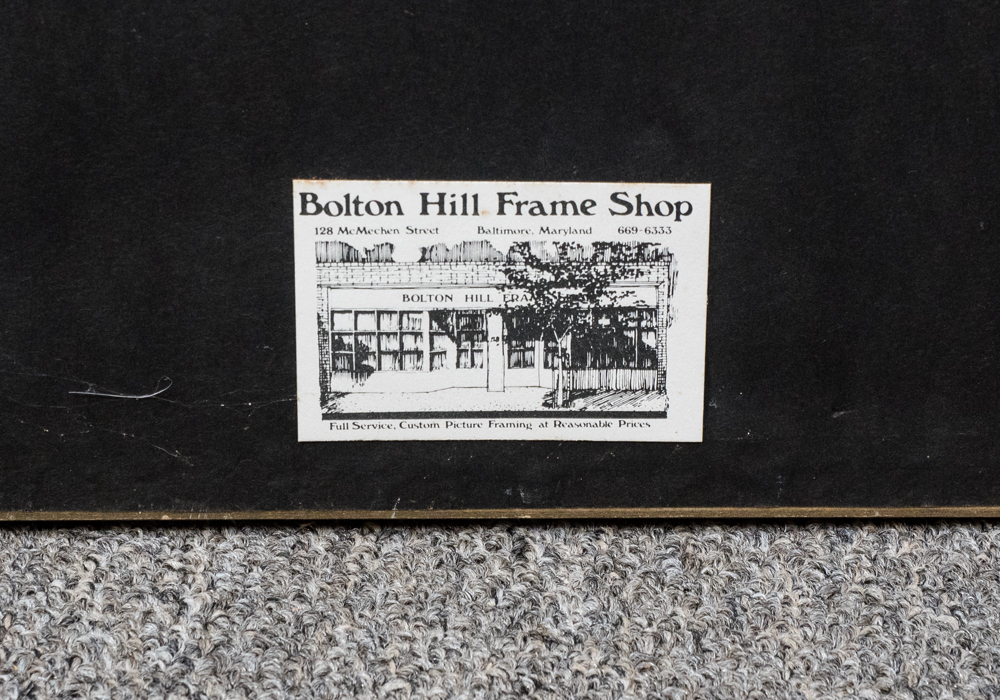 Bolton Hill Frame Shop
128 McMechen Street Baltimore, Maryland 669-6333
BOLTON HILL FRA
Full Service, Custom Picture Framing at Reasonable Prices